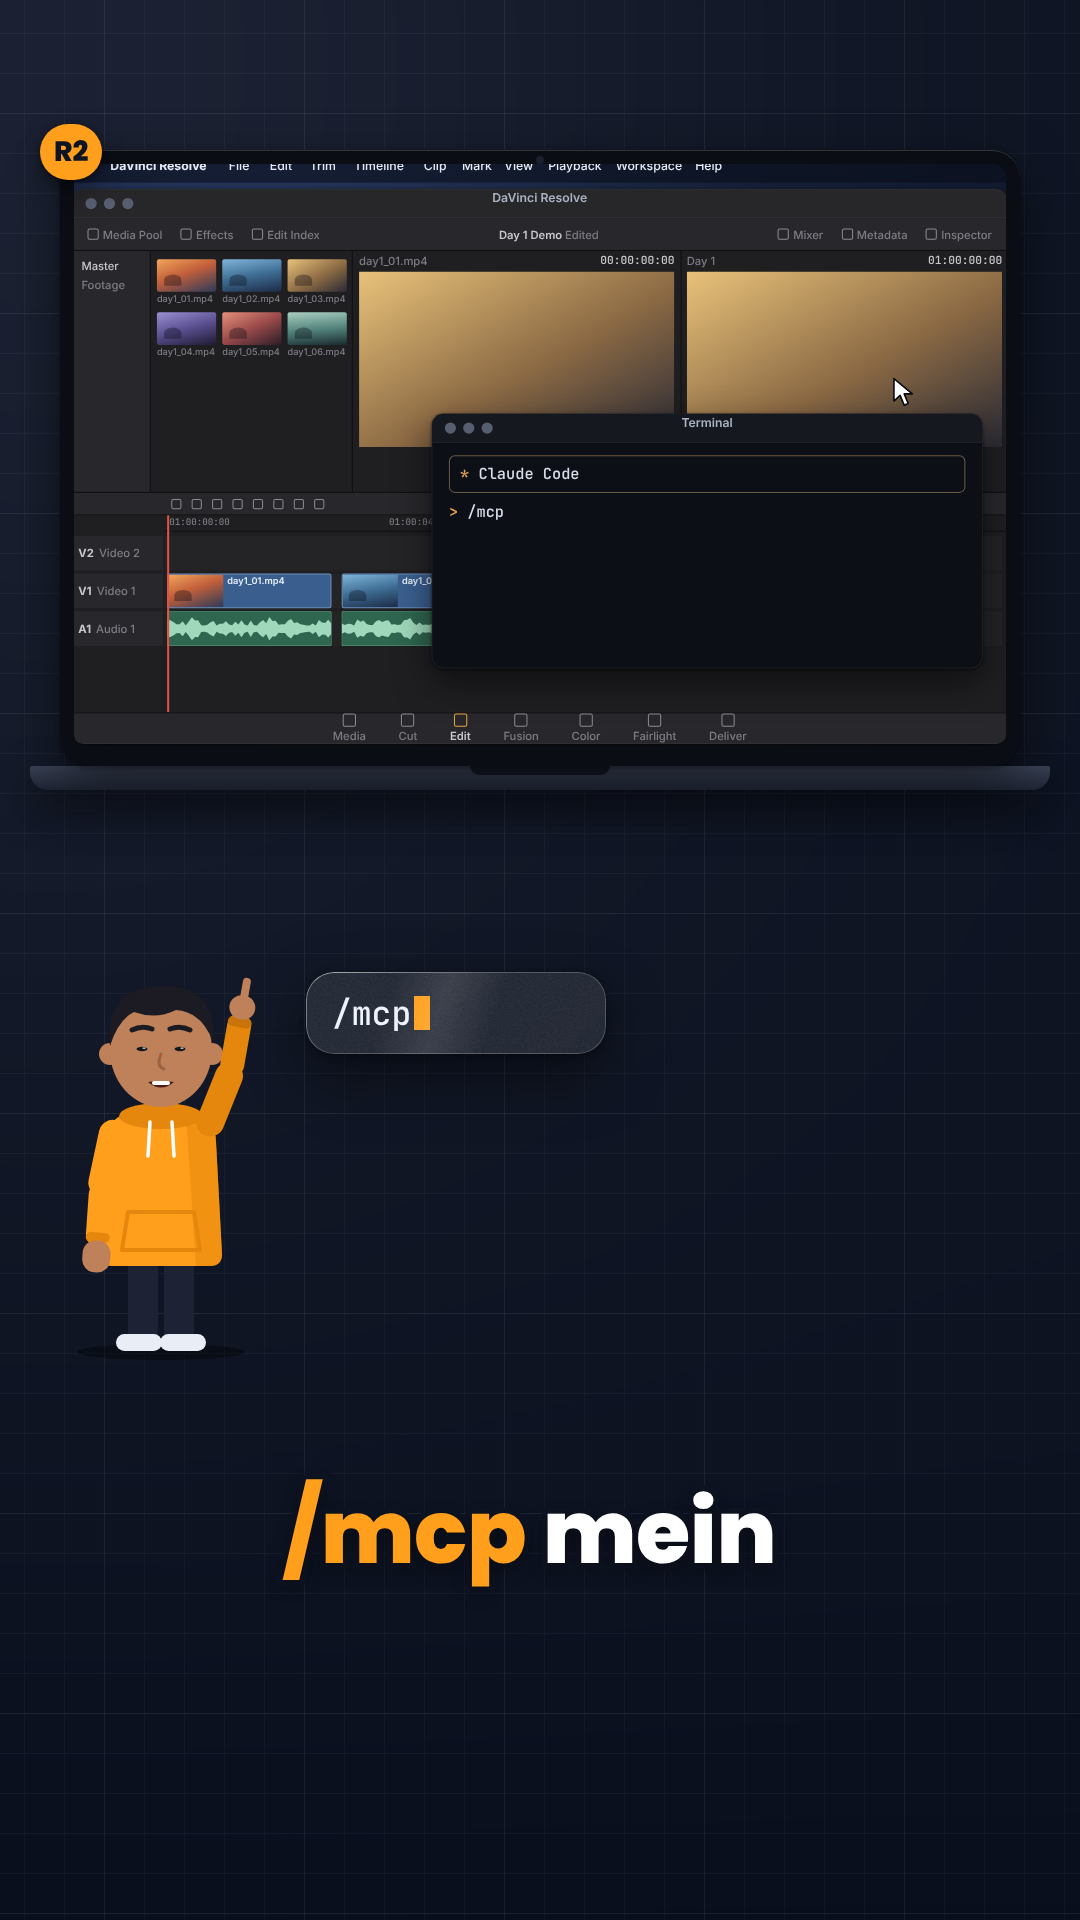 R2
DaVinci Resolve File Edit Trim Timeline Clip Mark View Playback Workspace Help
DaVinci Resolve
Media Pool Effects Edit Index Day 1 Demo Edited Mixer Metadata Inspector
Master
Footage
day1_01.mp4 day1_02.mp4 day1_03.mp4
day1_04.mp4 day1_05.mp4 day1_06.mp4
day1_01.mp4 00:00:00:00
Day 1 01:00:00:00
Terminal
* Claude Code
> /mcp
01:00:00:00 01:00:04
V2 Video 2
V1 Video 1 day1_01.mp4 day1_0
A1 Audio 1
Media Cut Edit Fusion Color Fairlight Deliver
/mcp
/mcp mein